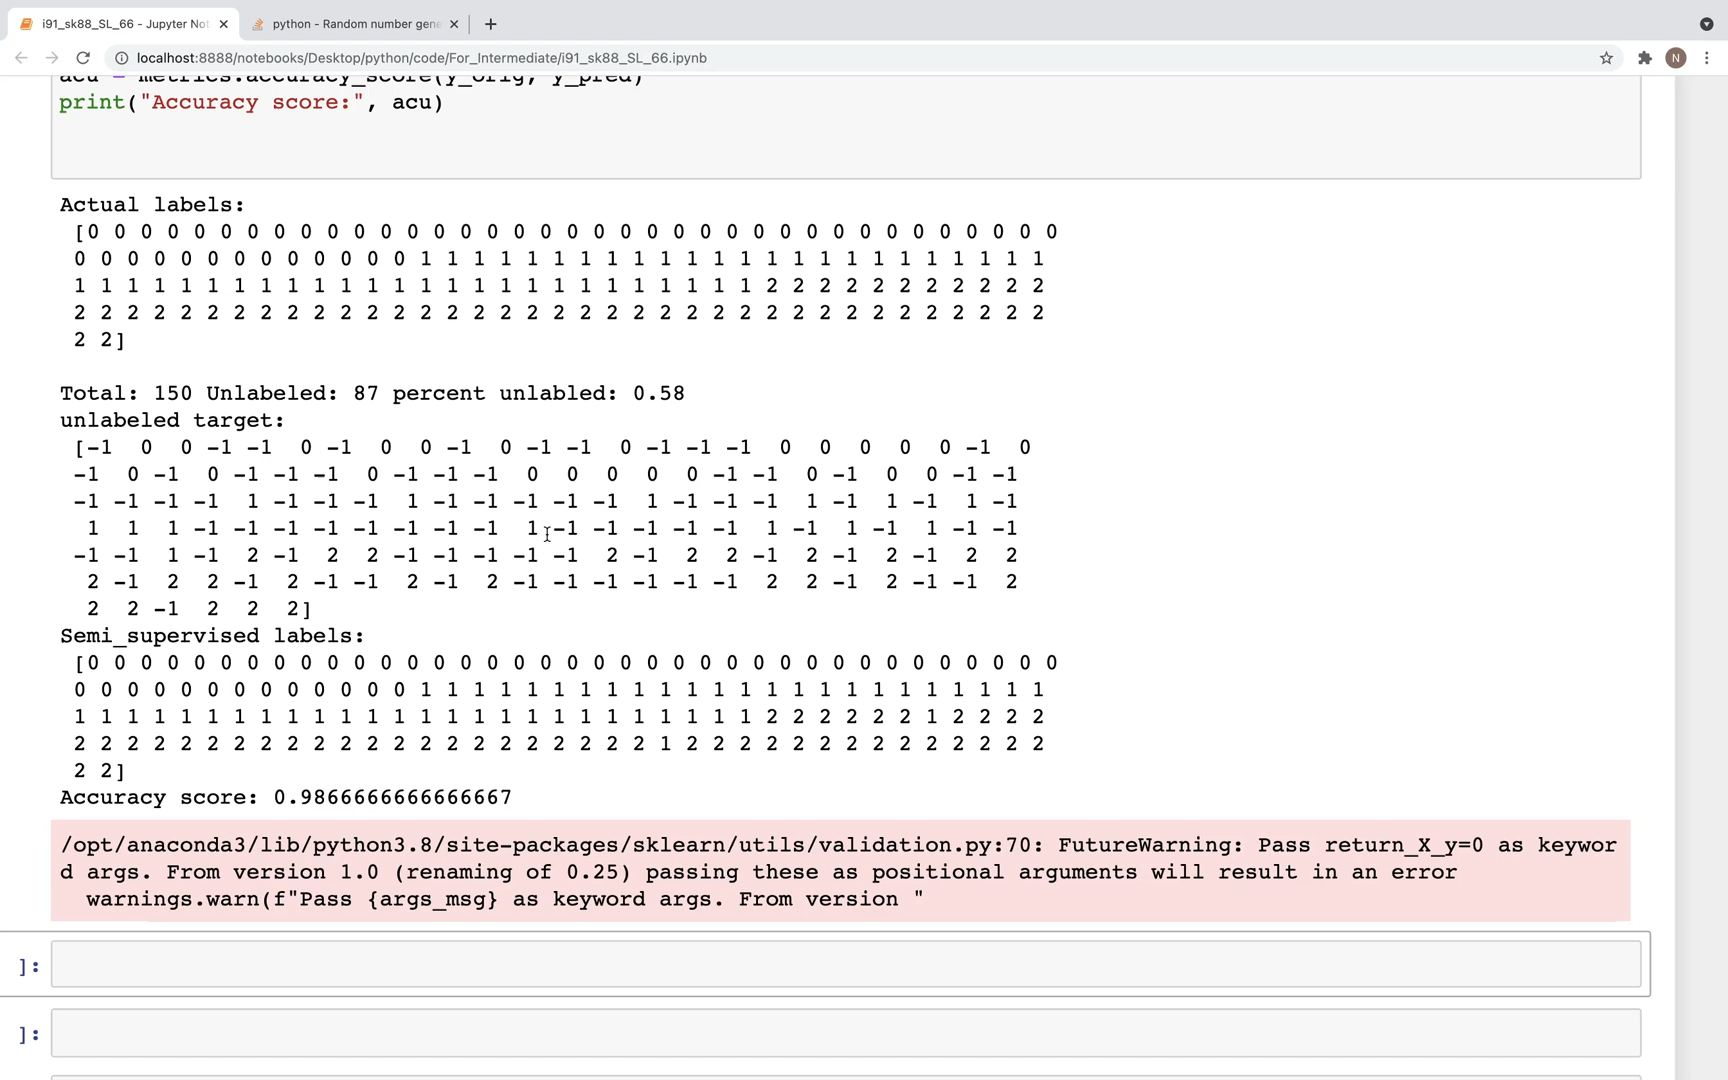 i91_sk88_SL_66 - Jupyter Not
python - Random number gene
localhost:8888/notebooks/Desktop/python/code/For_Intermediate/i91_sk88_SL_66.ipynb
N
acu = metrics.accuracy_score(y_orig, y_pred)
print("Accuracy score:", acu)
Actual labels:
[0 0 0 0 0 0 0 0 0 0 0 0 0 0 0 0 0 0 0 0 0 0 0 0 0 0 0 0 0 0 0 0 0 0 0 0 0
0 0 0 0 0 0 0 0 0 0 0 0 0 1 1 1 1 1 1 1 1 1 1 1 1 1 1 1 1 1 1 1 1 1 1 1 1
1 1 1 1 1 1 1 1 1 1 1 1 1 1 1 1 1 1 1 1 1 1 1 1 1 1 2 2 2 2 2 2 2 2 2 2 2
2 2 2 2 2 2 2 2 2 2 2 2 2 2 2 2 2 2 2 2 2 2 2 2 2 2 2 2 2 2 2 2 2 2 2 2 2
2 2]
Total: 150 Unlabeled: 87 percent unlabled: 0.58
unlabeled target:
[-1 0 0 -1 -1 0 -1 0 0 -1 0 -1 -1 0 -1 -1 -1 0 0 0 0 0 -1 0
-1 0 -1 0 -1 -1 -1 0 -1 -1 -1 0 0 0 0 0 -1 -1 0 -1 0 0 -1 -1
-1 -1 -1 -1 1 -1 -1 -1 1 -1 -1 -1 -1 -1 1 -1 -1 -1 1 -1 1 -1 1 -1
1 1 1 -1 -1 -1 -1 -1 -1 -1 -1 1 -1 -1 -1 -1 -1 1 -1 1 -1 1 -1 -1
-1 -1 1 -1 2 -1 2 2 -1 -1 -1 -1 -1 2 -1 2 2 -1 2 -1 2 -1 2 2
2 -1 2 2 -1 2 -1 -1 2 -1 2 -1 -1 -1 -1 -1 -1 2 2 -1 2 -1 -1 2
2 2 -1 2 2 2]
Semi_supervised labels:
[0 0 0 0 0 0 0 0 0 0 0 0 0 0 0 0 0 0 0 0 0 0 0 0 0 0 0 0 0 0 0 0 0 0 0 0 0
0 0 0 0 0 0 0 0 0 0 0 0 0 1 1 1 1 1 1 1 1 1 1 1 1 1 1 1 1 1 1 1 1 1 1 1 1
1 1 1 1 1 1 1 1 1 1 1 1 1 1 1 1 1 1 1 1 1 1 1 1 1 1 2 2 2 2 2 2 1 2 2 2 2
2 2 2 2 2 2 2 2 2 2 2 2 2 2 2 2 2 2 2 2 2 2 1 2 2 2 2 2 2 2 2 2 2 2 2 2 2
2 2]
Accuracy score: 0.9866666666666667
/opt/anaconda3/lib/python3.8/site-packages/sklearn/utils/validation.py:70: FutureWarning: Pass return_X_y=0 as keywor
d args. From version 1.0 (renaming of 0.25) passing these as positional arguments will result in an error
warnings.warn(f"Pass {args_msg} as keyword args. From version "
]:
]: